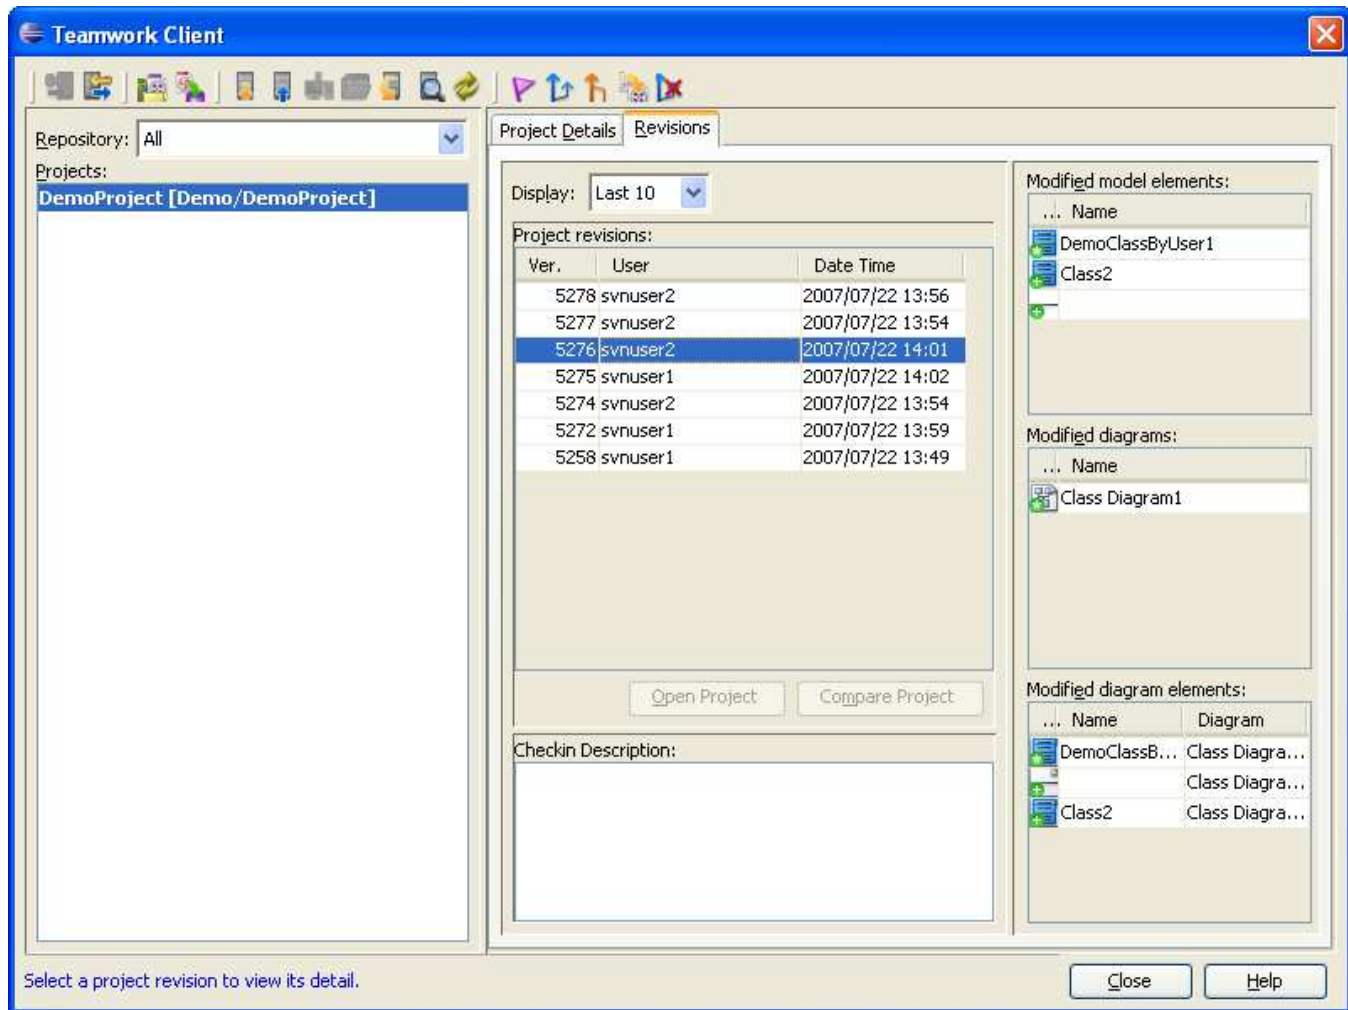 Teamwork Client
Repository: All
Projects:
DemoProject [Demo/DemoProject]
Project Details Revisions
Display: Last 10
Project revisions:
Ver. User Date Time
5278 svnuser2 2007/07/22 13:56
5277 svnuser2 2007/07/22 13:54
5276 svnuser2 2007/07/22 14:01
5275 svnuser1 2007/07/22 14:02
5274 svnuser2 2007/07/22 13:54
5272 svnuser1 2007/07/22 13:59
5258 svnuser1 2007/07/22 13:49
Open Project Compare Project
Checkin Description:
Modified model elements:
... Name
DemoClassByUser1
Class2
Modified diagrams:
... Name
Class Diagram1
Modified diagram elements:
... Name Diagram
DemoClassB... Class Diagra...
Class Diagra...
Class2 Class Diagra...
Select a project revision to view its detail.
Close Help